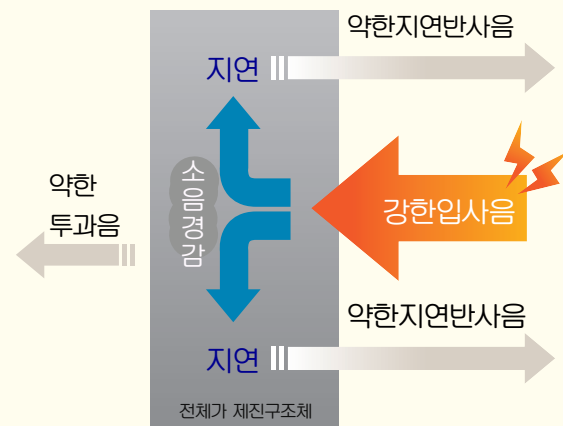 약한지연반사음
지연
소음경감
강한입사음
약한
투과음
약한지연반사음
지연
전체가 제진구조체